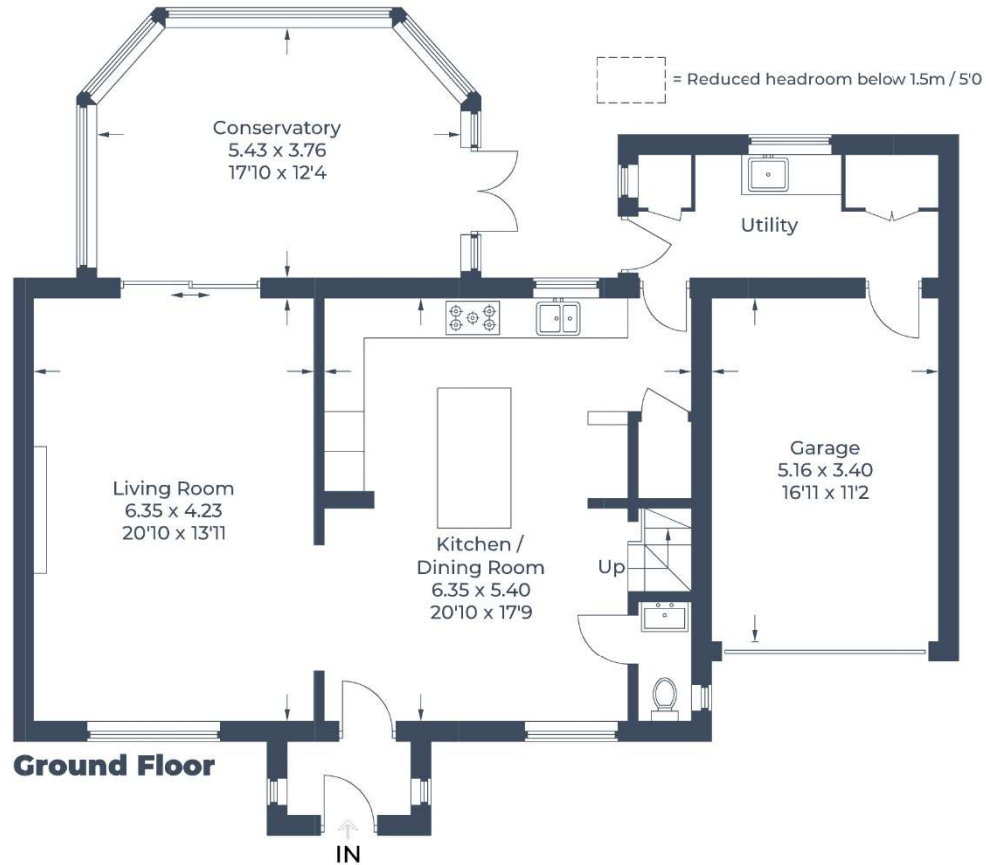 Conservatory
5.43 x 3.76
17'10 x 12'4
= Reduced headroom below 1.5m / 5'0
Utility
Living Room
6.35 x 4.23
20'10 x 13'11
Kitchen /
Dining Room
6.35 x 5.40
20'10 x 17'9
Up
Garage
5.16 x 3.40
16'11 x 11'2
Ground Floor
IN